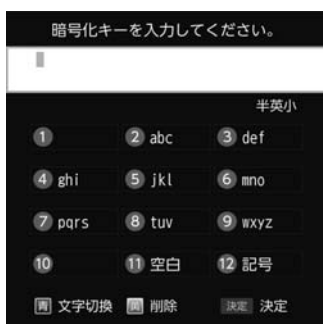 暗号化キーを入力してください。
半英小
1 2 abc 3 def
4 ghi 5 jkl 6 mno
7 pqrs 8 tuv 9 wxyz
10 11 空白 12 記号
青 文字切換 黄 削除 決定 決定